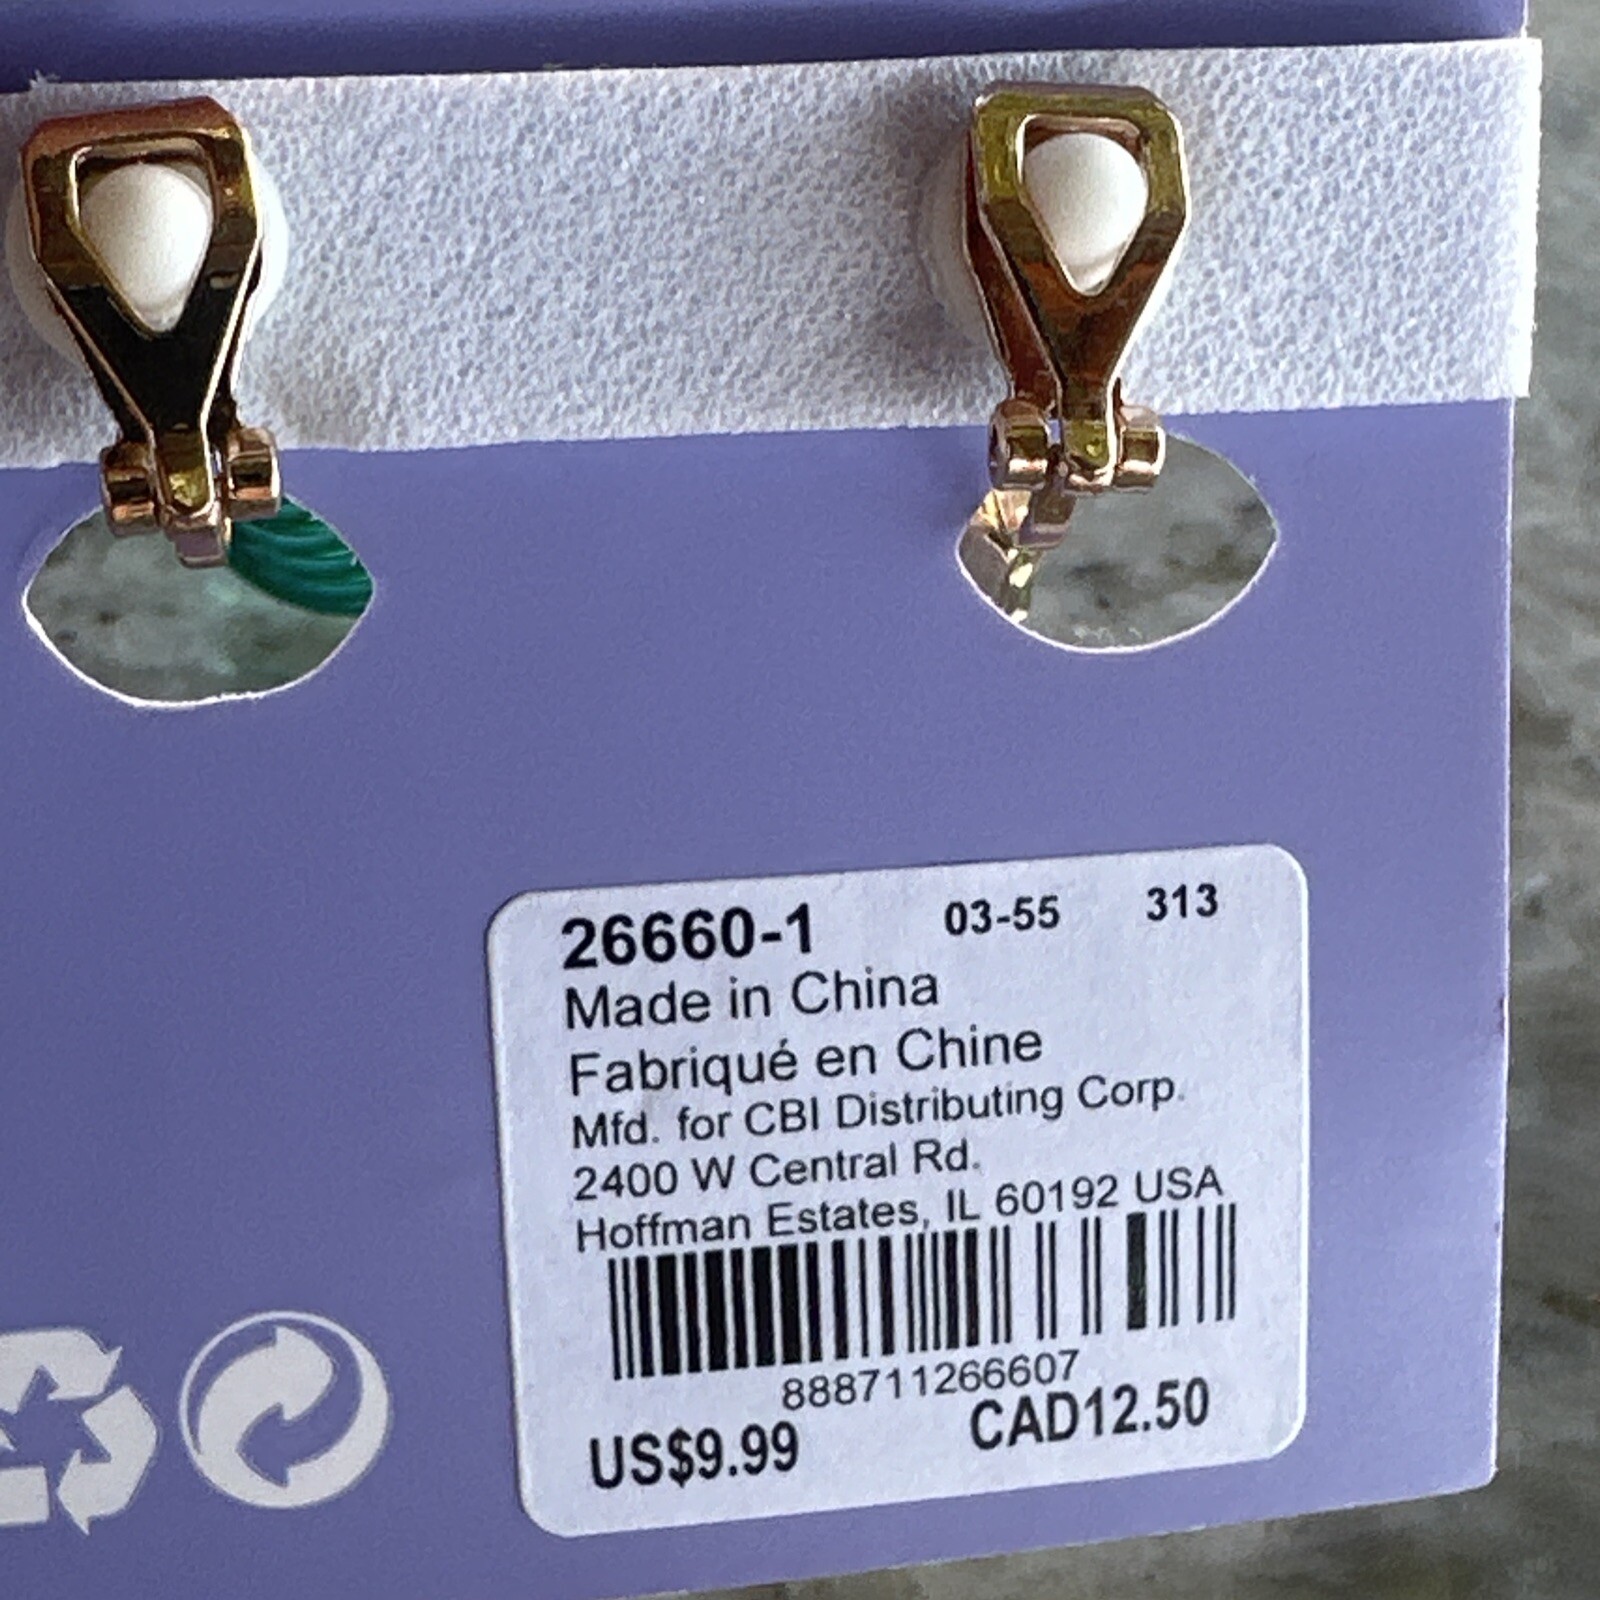 26660-1 03-55 313
Made in China
Fabriqué en Chine
Mfd. for CBI Distributing Corp.
2400 W Central Rd.
Hoffman Estates, IL 60192 USA
888711266607
US$9.99 CAD12.50